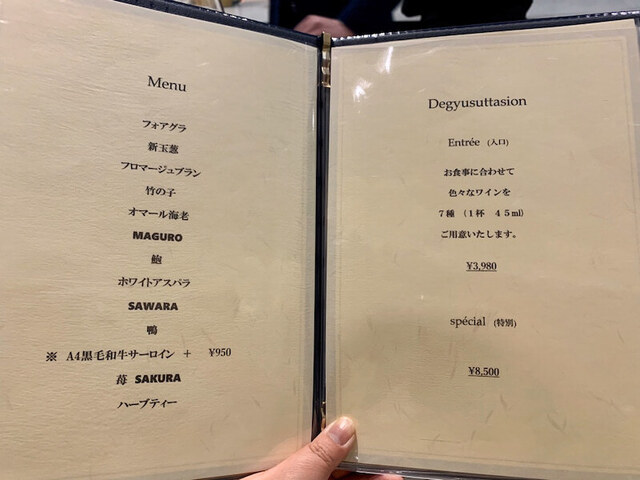 Menu
フォアグラ
新玉葱
フロマージュブラン
竹の子
オマール海老
MAGURO
鮑
ホワイトアスパラ
SAWARA
鴨
※ A4黒毛和牛サーロイン + ¥950
苺 SAKURA
ハーブティー
Degyusuttasion
Entrée (入口)
お食事に合わせて
色々なワインを
7種 (1杯 45ml)
ご用意いたします。
¥3,980
spécial (特別)
¥8,500